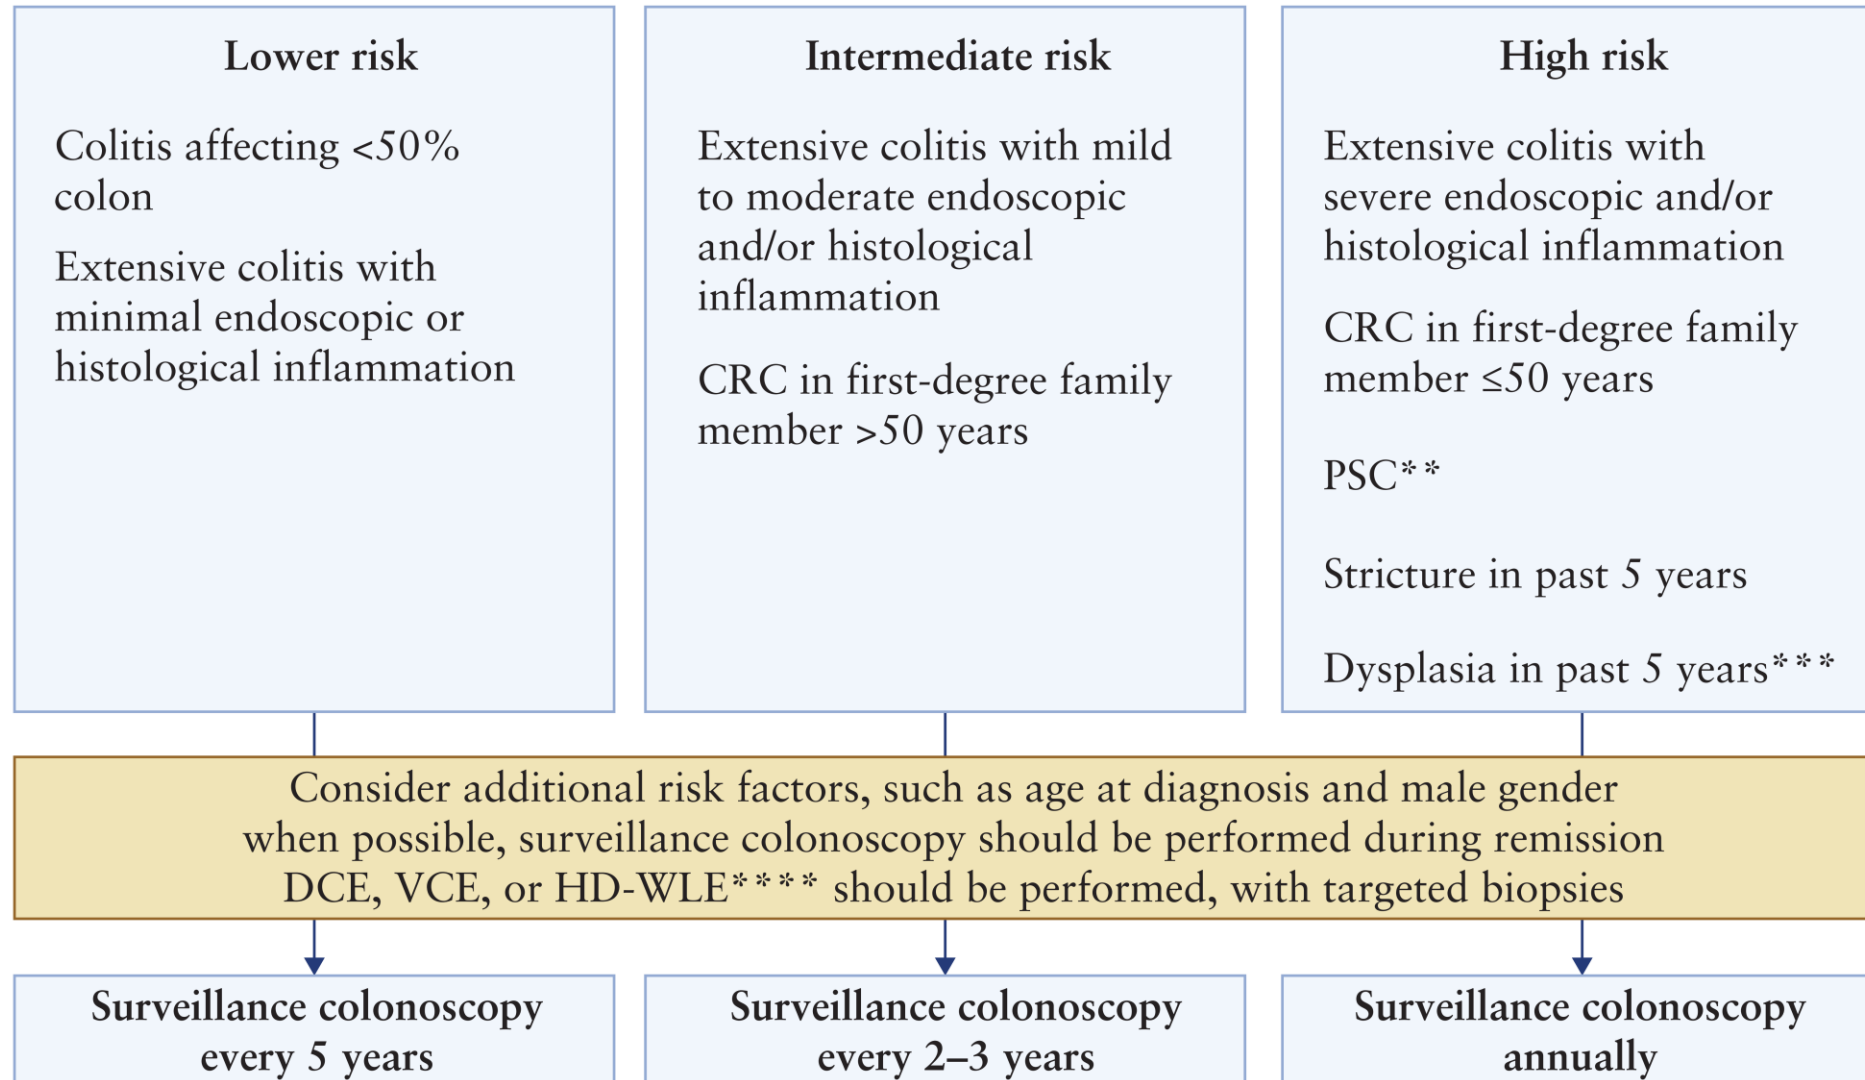 Lower risk
Colitis affecting <50%
colon
Extensive colitis with
minimal endoscopic or
histological inflammation
Intermediate risk
Extensive colitis with mild
to moderate endoscopic
and/or histological
inflammation
CRC in first-degree family
member >50 years
High risk
Extensive colitis with
severe endoscopic and/or
histological inflammation
CRC in first-degree family
member ≤50 years
PSC**
Stricture in past 5 years
Dysplasia in past 5 years***
Consider additional risk factors, such as age at diagnosis and male gender
when possible, surveillance colonoscopy should be performed during remission
DCE, VCE, or HD-WLE**** should be performed, with targeted biopsies
Surveillance colonoscopy
every 5 years
Surveillance colonoscopy
every 2–3 years
Surveillance colonoscopy
annually